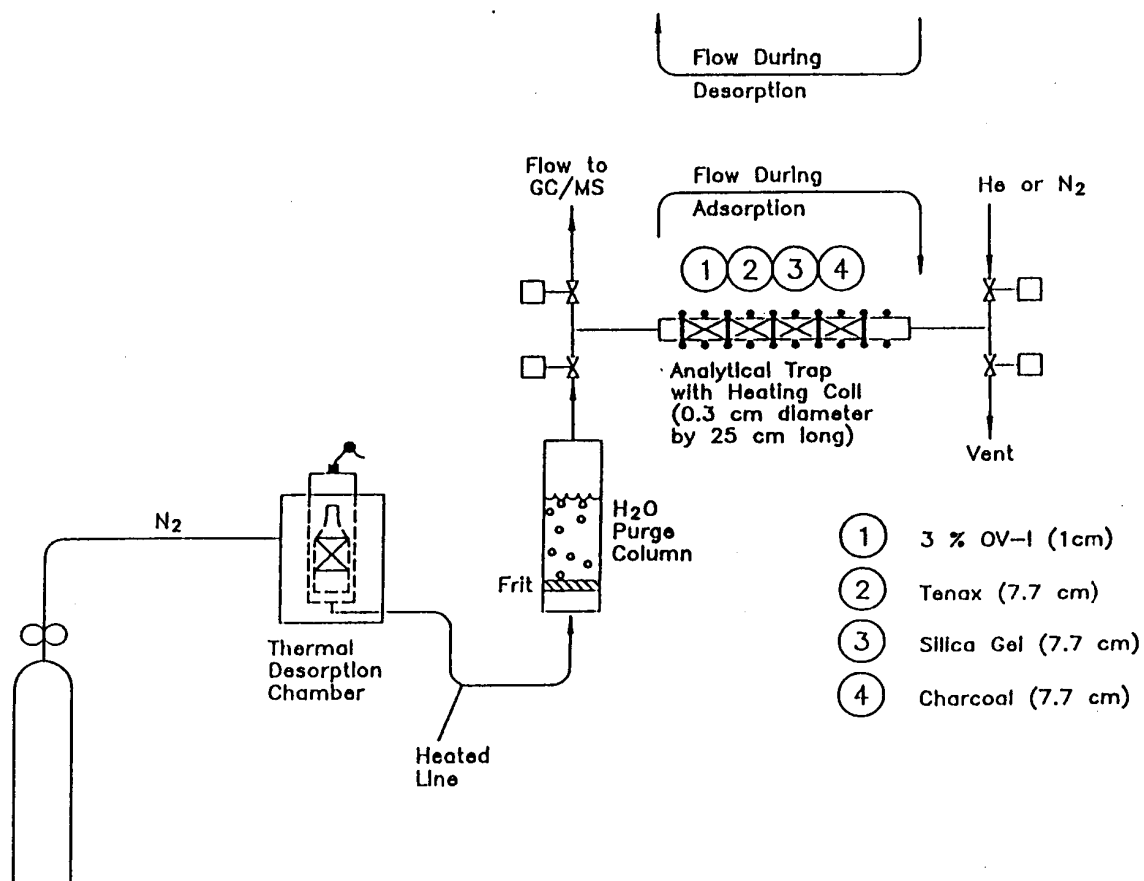 Flow During
Desorption
Flow to
GC/MS
Flow During
Adsorption
He or N₂
1 2 3 4
Analytical Trap
with Heating Coil
(0.3 cm diameter
by 25 cm long)
Vent
N₂
H₂O
Purge
Column
Frit
Thermal
Desorption
Chamber
Heated
Line
1 3 % OV-I (1cm)
2 Tenax (7.7 cm)
3 Silica Gel (7.7 cm)
4 Charcoal (7.7 cm)